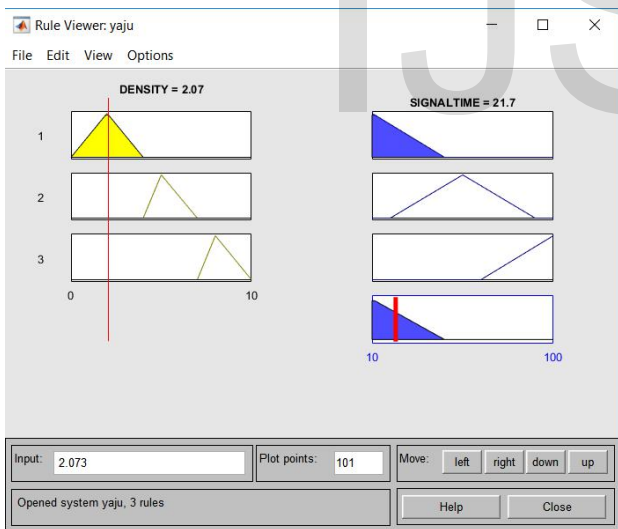 Rule Viewer: yaju
File Edit View Options
DENSITY = 2.07
SIGNALTIME = 21.7
1
2
3
0 10
10 100
Input: 2.073 Plot points: 101 Move: left right down up
Opened system yaju, 3 rules Help Close